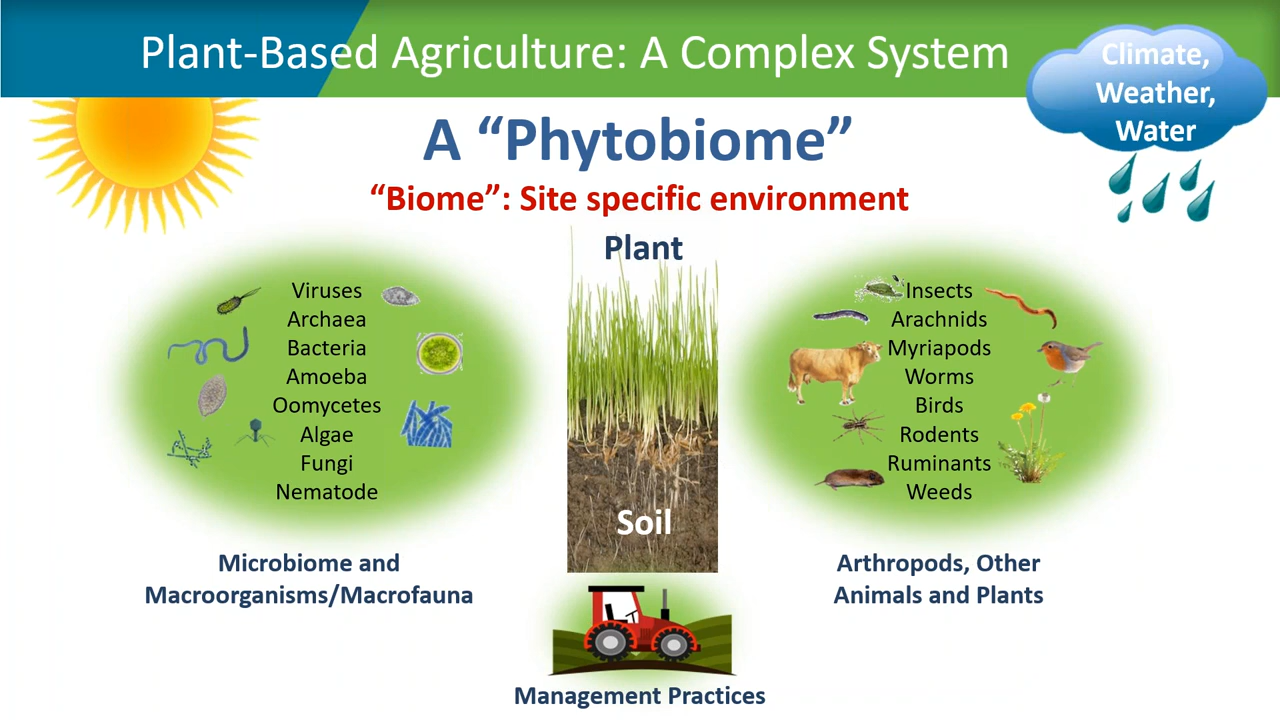 Plant-Based Agriculture: A Complex System
Climate,
Weather,
Water
A “Phytobiome”
“Biome”: Site specific environment
Plant
Viruses
Archaea
Bacteria
Amoeba
Oomycetes
Algae
Fungi
Nematode
Insects
Arachnids
Myriapods
Worms
Birds
Rodents
Ruminants
Weeds
Soil
Microbiome and
Macroorganisms/Macrofauna
Arthropods, Other
Animals and Plants
Management Practices